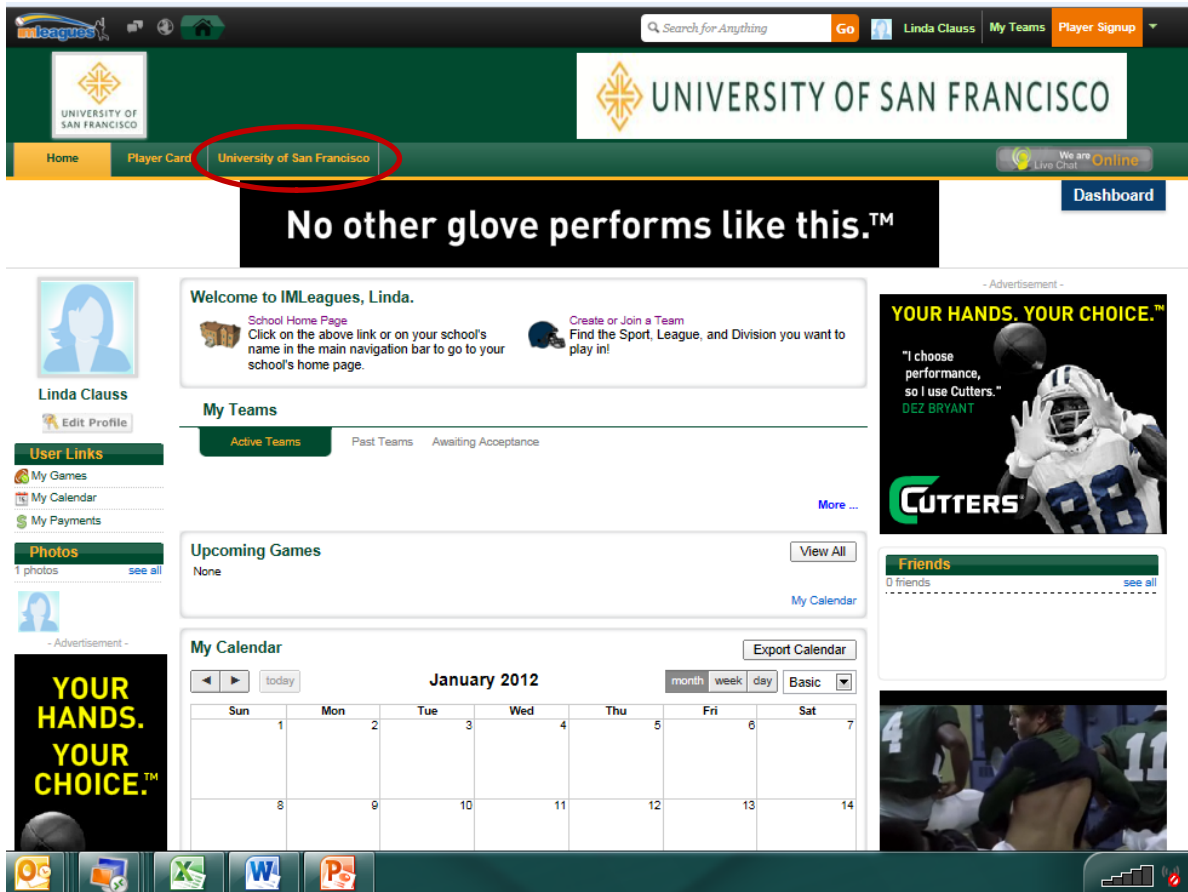 imleagues
Search for Anything
Go
Linda Clauss
My Teams
Player Signup
UNIVERSITY OF
SAN FRANCISCO
UNIVERSITY OF SAN FRANCISCO
Home
Player Card
University of San Francisco
Live Chat
We are Online
No other glove performs like this.™
Dashboard
Linda Clauss
Edit Profile
User Links
My Games
My Calendar
My Payments
Photos
1 photos see all
- Advertisement -
YOUR
HANDS.
YOUR
CHOICE.™
Welcome to IMLeagues, Linda.
School Home Page
Click on the above link or on your school's
name in the main navigation bar to go to your
school's home page.
Create or Join a Team
Find the Sport, League, and Division you want to
play in!
My Teams
Active Teams Past Teams Awaiting Acceptance
More ...
Upcoming Games
View All
None
My Calendar
My Calendar
Export Calendar
today
January 2012
month week day Basic
Sun Mon Tue Wed Thu Fri Sat
1 2 3 4 5 6 7
8 9 10 11 12 13 14
- Advertisement -
YOUR HANDS. YOUR CHOICE.™
"I choose
performance,
so I use Cutters."
DEZ BRYANT
88
CUTTERS
Friends
0 friends see all
4
11